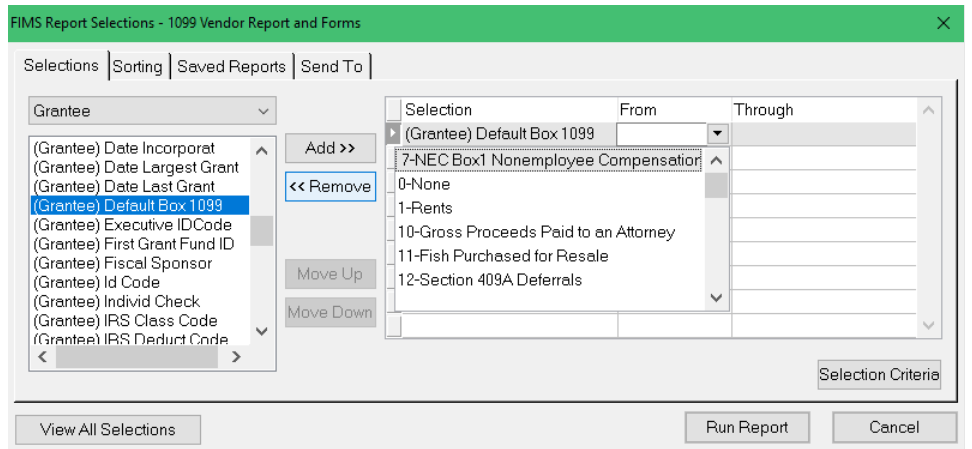 FIMS Report Selections - 1099 Vendor Report and Forms
Selections Sorting Saved Reports Send To
Grantee
(Grantee) Date Incorporat
(Grantee) Date Largest Grant
(Grantee) Date Last Grant
(Grantee) Default Box 1099
(Grantee) Executive IDCode
(Grantee) First Grant Fund ID
(Grantee) Fiscal Sponsor
(Grantee) Id Code
(Grantee) Individ Check
(Grantee) IRS Class Code
(Grantee) IRS Deduct Code
Add >>
<< Remove
Move Up
Move Down
Selection From Through
(Grantee) Default Box 1099
7-NEC Box1 Nonemployee Compensation
0-None
1-Rents
10-Gross Proceeds Paid to an Attorney
11-Fish Purchased for Resale
12-Section 409A Deferrals
Selection Criteria
View All Selections
Run Report
Cancel